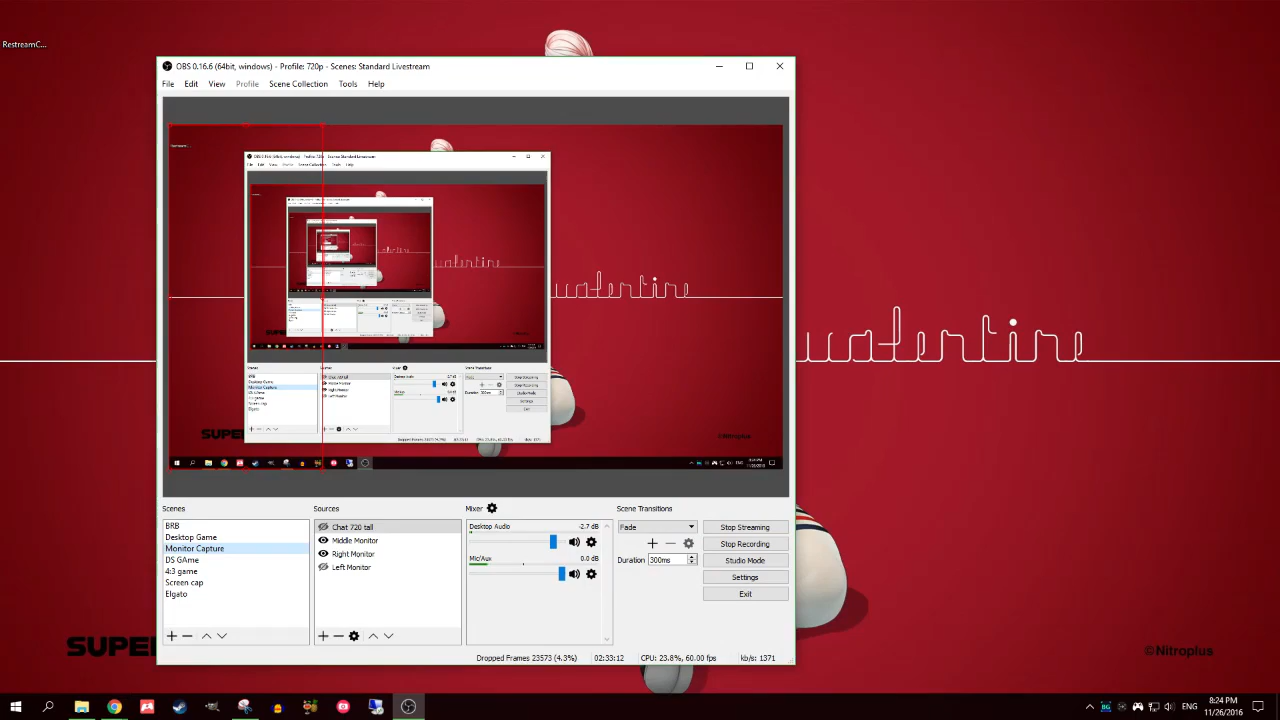 RestreamC...
OBS 0.16.6 (64bit, windows) - Profile: 720p - Scenes: Standard Livestream
File Edit View Profile Scene Collection Tools Help
valentine
SUPER
©Nitroplus
Scenes
BRB
Desktop Game
Monitor Capture
DS GAme
4:3 game
Screen cap
Elgato
Sources
Chat 720 tall
Middle Monitor
Right Monitor
Left Monitor
Mixer
Desktop Audio -2.7 dB
Mic/Aux 0.0 dB
Scene Transitions
Fade
Duration 300ms
Stop Streaming
Stop Recording
Studio Mode
Settings
Exit
Dropped Frames 23573 (4.3%) 02:33:12 CPU: 23.8%, 60.00 fps kb/s: 1371
SUPE
©Nitroplus
ENG
8:24 PM
11/26/2016